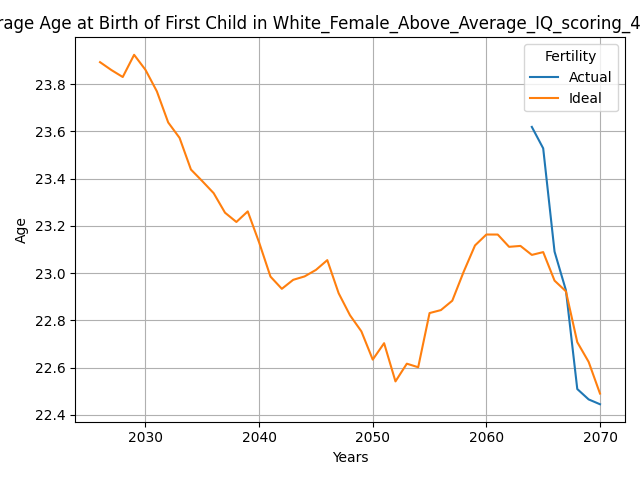 rage Age at Birth of First Child in White_Female_Above_Average_IQ_scoring_4
Fertility
Actual
Ideal
Age
23.8
23.6
23.4
23.2
23.0
22.8
22.6
22.4
2030
2040
2050
2060
2070
Years